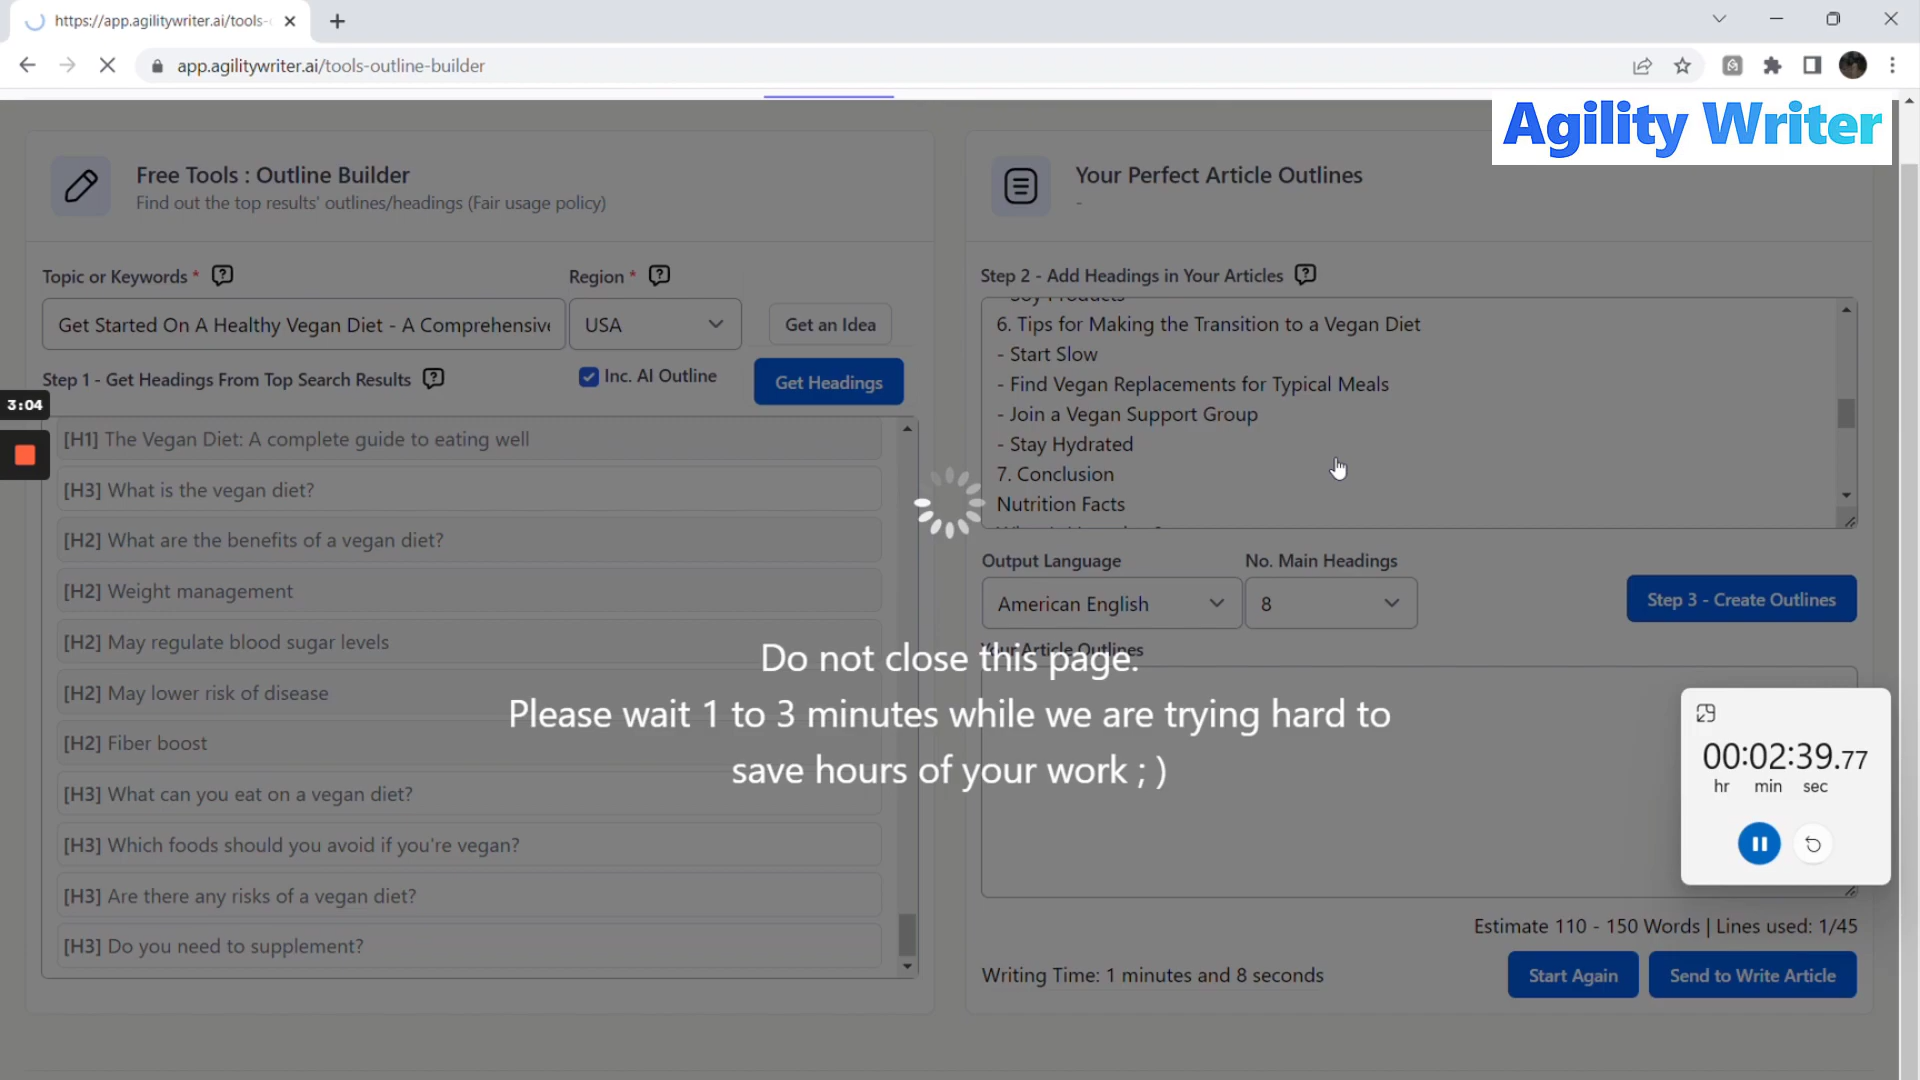 https://app.agilitywriter.ai/tools-
app.agilitywriter.ai/tools-outline-builder
Agility Writer
Free Tools : Outline Builder
Find out the top results' outlines/headings (Fair usage policy)
Topic or Keywords *
Region *
Get Started On A Healthy Vegan Diet - A Comprehensive
USA
Get an Idea
Step 1 - Get Headings From Top Search Results
Inc. AI Outline
Get Headings
3:04
[H1] The Vegan Diet: A complete guide to eating well
[H3] What is the vegan diet?
[H2] What are the benefits of a vegan diet?
[H2] Weight management
[H2] May regulate blood sugar levels
[H2] May lower risk of disease
[H2] Fiber boost
[H3] What can you eat on a vegan diet?
[H3] Which foods should you avoid if you're vegan?
[H3] Are there any risks of a vegan diet?
[H3] Do you need to supplement?
Your Perfect Article Outlines
-
Step 2 - Add Headings in Your Articles
- Soy Products
6. Tips for Making the Transition to a Vegan Diet
- Start Slow
- Find Vegan Replacements for Typical Meals
- Join a Vegan Support Group
- Stay Hydrated
7. Conclusion
Nutrition Facts
Output Language
No. Main Headings
American English
8
Step 3 - Create Outlines
Your Article Outlines
Do not close this page.
Please wait 1 to 3 minutes while we are trying hard to
save hours of your work ; )
00:02:39.77
hr min sec
Estimate 110 - 150 Words | Lines used: 1/45
Writing Time: 1 minutes and 8 seconds
Start Again
Send to Write Article